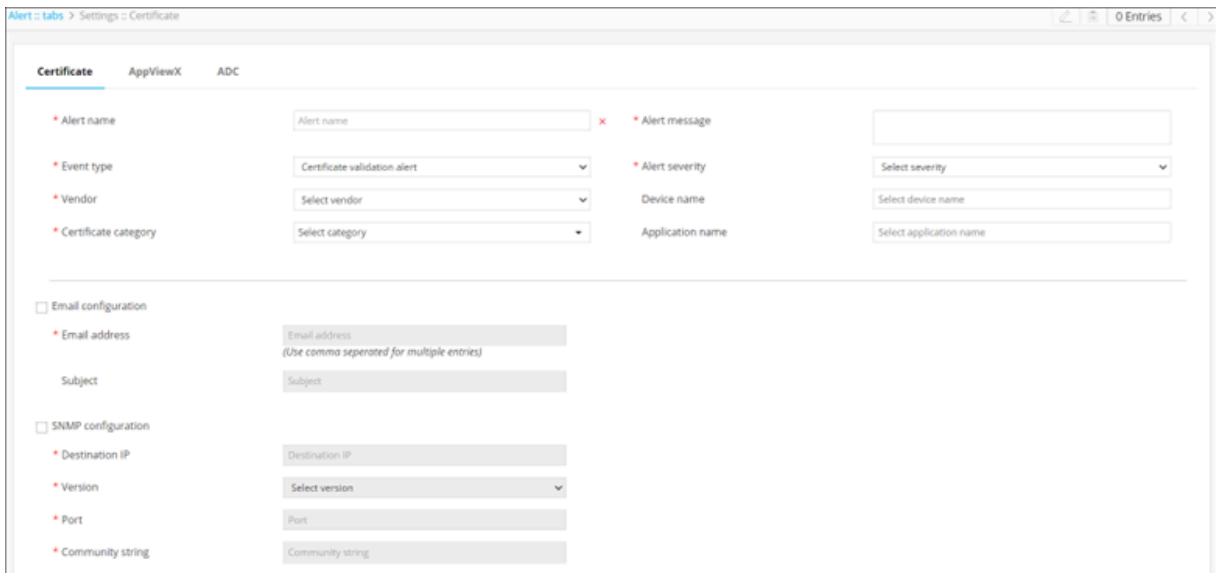 Alert :: tabs > Settings :: Certificate 0 Entries < >
Certificate AppViewX ADC
* Alert name Alert name × * Alert message
* Event type Certificate validation alert * Alert severity Select severity
* Vendor Select vendor Device name Select device name
* Certificate category Select category Application name Select application name
Email configuration
* Email address Email address
(Use comma seperated for multiple entries)
Subject Subject
SNMP configuration
* Destination IP Destination IP
* Version Select version
* Port Port
* Community string Community string